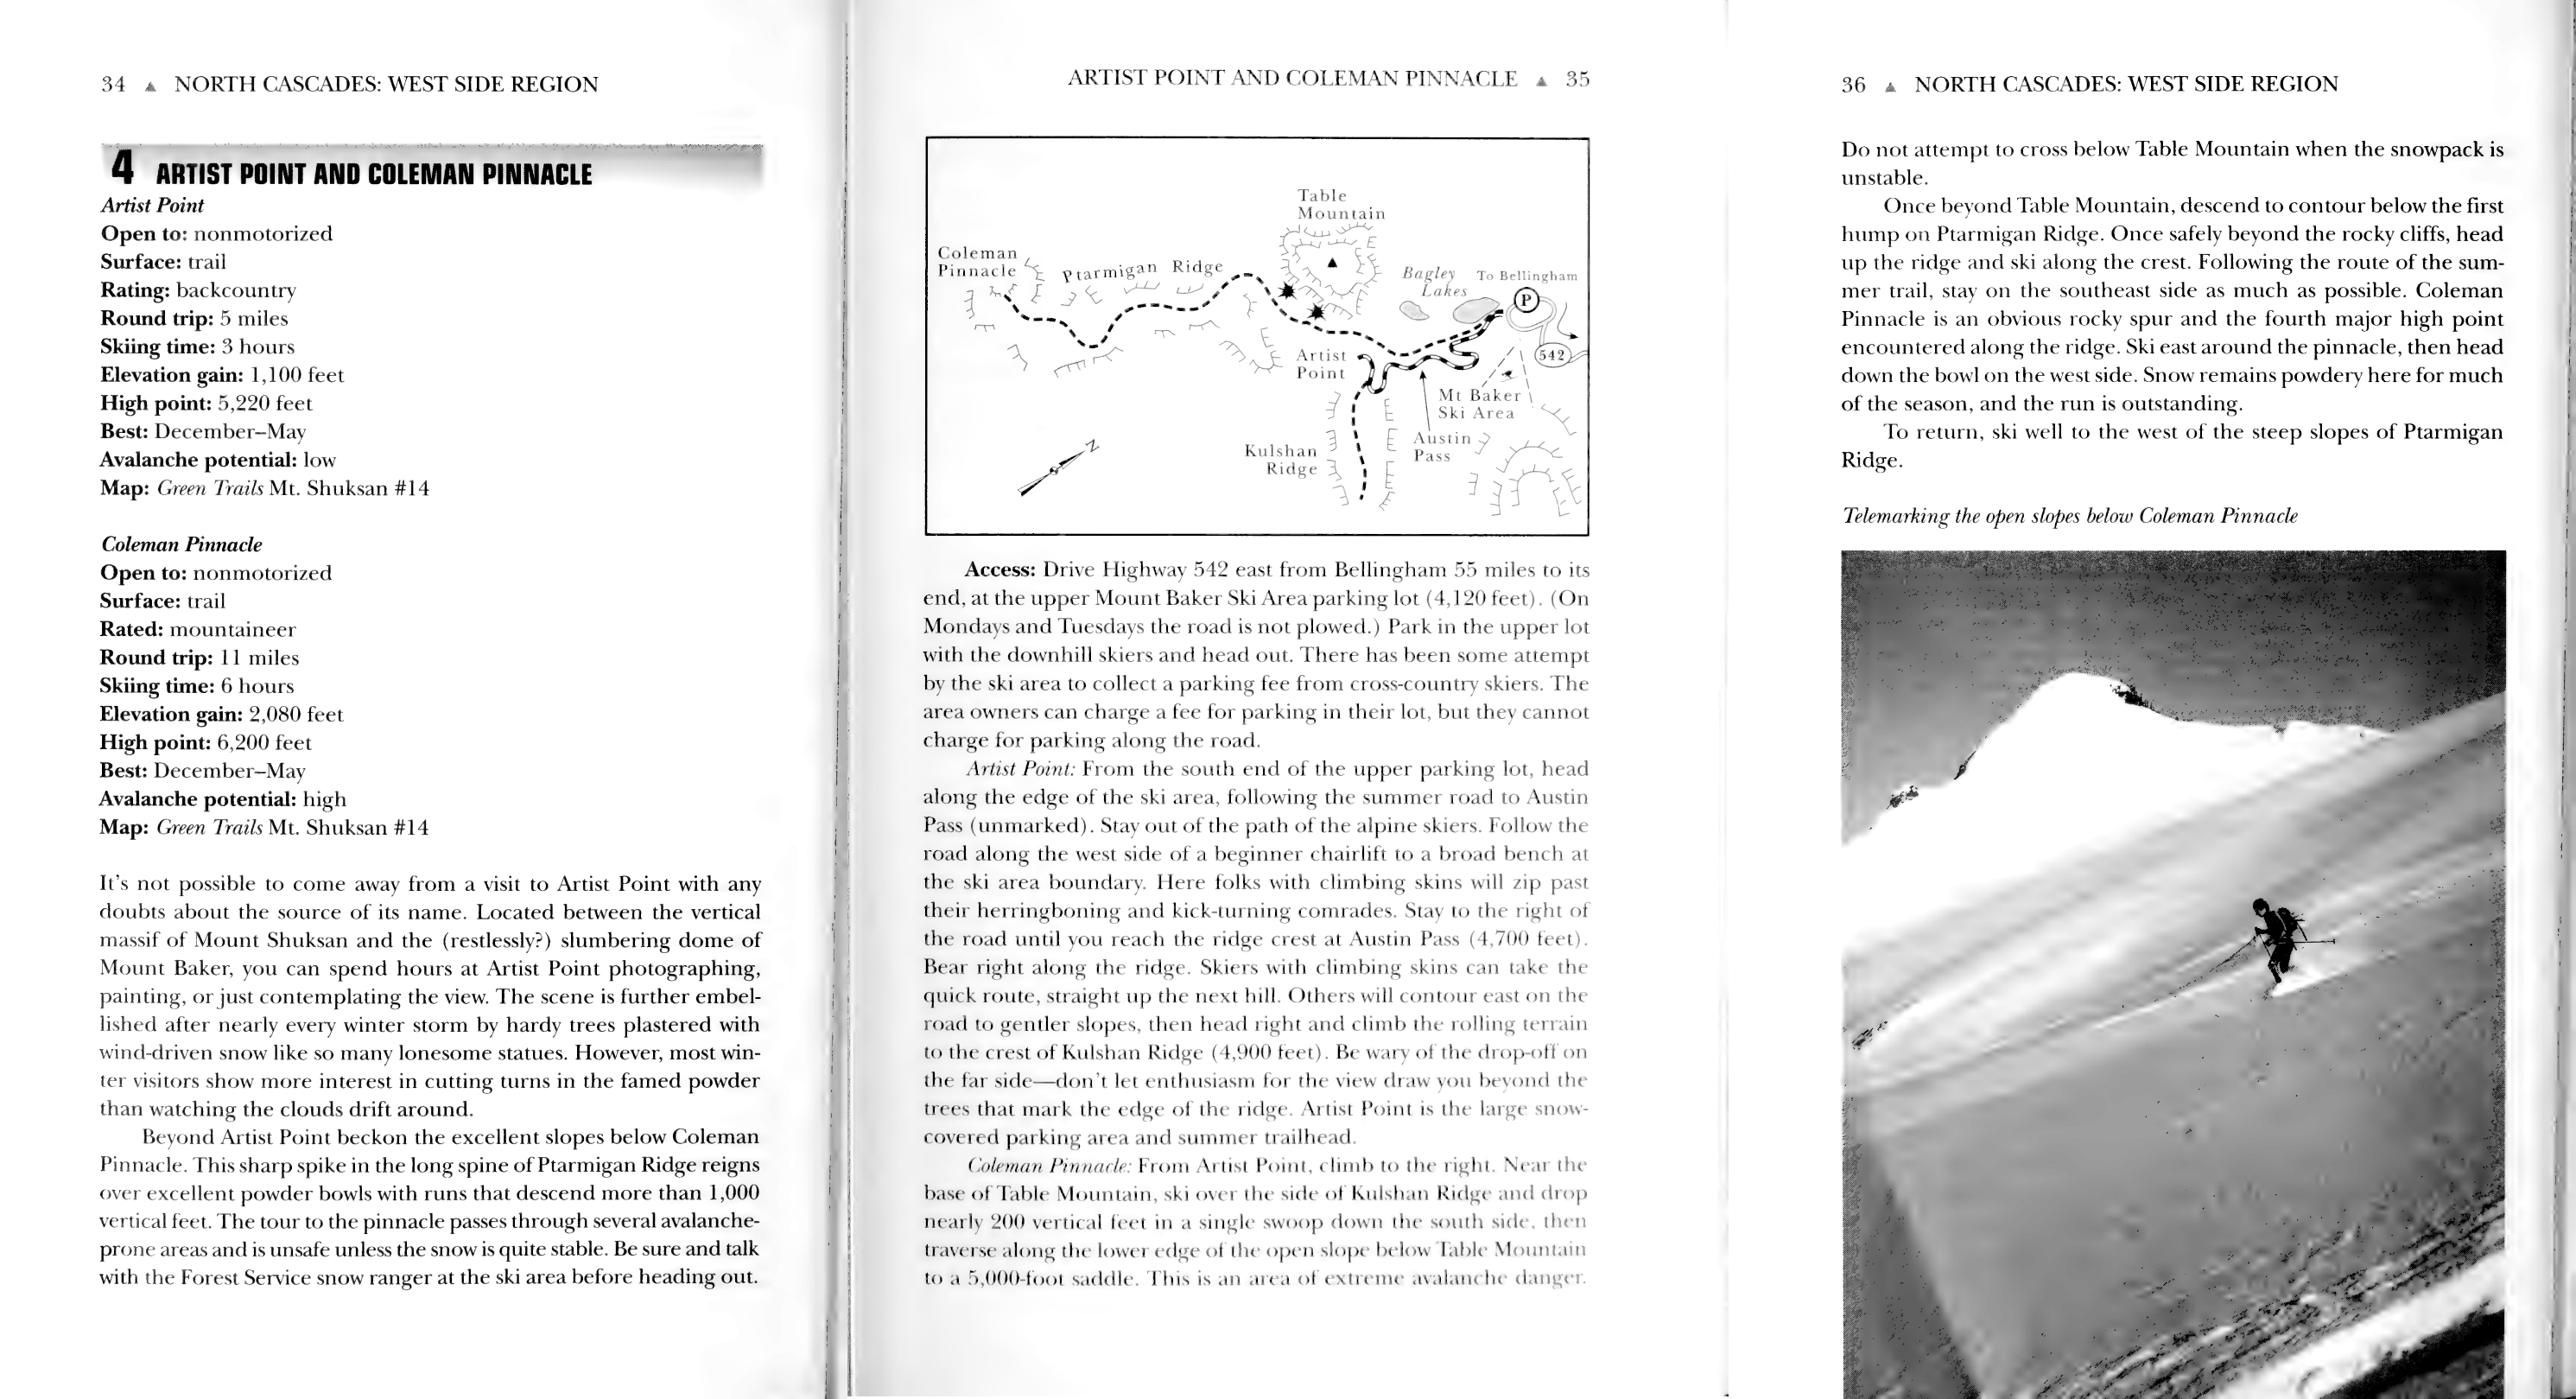 34 ▲ NORTH CASCADES: WEST SIDE REGION
4 ARTIST POINT AND COLEMAN PINNACLE
Artist Point
Open to: nonmotorized
Surface: trail
Rating: backcountry
Round trip: 5 miles
Skiing time: 3 hours
Elevation gain: 1,100 feet
High point: 5,220 feet
Best: December–May
Avalanche potential: low
Map: Green Trails Mt. Shuksan #14
Coleman Pinnacle
Open to: nonmotorized
Surface: trail
Rated: mountaineer
Round trip: 11 miles
Skiing time: 6 hours
Elevation gain: 2,080 feet
High point: 6,200 feet
Best: December–May
Avalanche potential: high
Map: Green Trails Mt. Shuksan #14
It's not possible to come away from a visit to Artist Point with any
doubts about the source of its name. Located between the vertical
massif of Mount Shuksan and the (restlessly?) slumbering dome of
Mount Baker, you can spend hours at Artist Point photographing,
painting, or just contemplating the view. The scene is further embel-
lished after nearly every winter storm by hardy trees plastered with
wind-driven snow like so many lonesome statues. However, most win-
ter visitors show more interest in cutting turns in the famed powder
than watching the clouds drift around.
Beyond Artist Point beckon the excellent slopes below Coleman
Pinnacle. This sharp spike in the long spine of Ptarmigan Ridge reigns
over excellent powder bowls with runs that descend more than 1,000
vertical feet. The tour to the pinnacle passes through several avalanche-
prone areas and is unsafe unless the snow is quite stable. Be sure and talk
with the Forest Service snow ranger at the ski area before heading out.
ARTIST POINT AND COLEMAN PINNACLE ▲ 35
Table
Mountain
Coleman
Pinnacle
Ptarmigan Ridge
Bagley
Lakes
To Bellingham
P
542
Artist
Point
Mt Baker
Ski Area
Austin
Pass
Kulshan
Ridge
N
Access: Drive Highway 542 east from Bellingham 55 miles to its
end, at the upper Mount Baker Ski Area parking lot (4,120 feet). (On
Mondays and Tuesdays the road is not plowed.) Park in the upper lot
with the downhill skiers and head out. There has been some attempt
by the ski area to collect a parking fee from cross-country skiers. The
area owners can charge a fee for parking in their lot, but they cannot
charge for parking along the road.
Artist Point: From the south end of the upper parking lot, head
along the edge of the ski area, following the summer road to Austin
Pass (unmarked). Stay out of the path of the alpine skiers. Follow the
road along the west side of a beginner chairlift to a broad bench at
the ski area boundary. Here folks with climbing skins will zip past
their herringboning and kick-turning comrades. Stay to the right of
the road until you reach the ridge crest at Austin Pass (4,700 feet).
Bear right along the ridge. Skiers with climbing skins can take the
quick route, straight up the next hill. Others will contour east on the
road to gentler slopes, then head right and climb the rolling terrain
to the crest of Kulshan Ridge (4,900 feet). Be wary of the drop-off on
the far side—don't let enthusiasm for the view draw you beyond the
trees that mark the edge of the ridge. Artist Point is the large snow-
covered parking area and summer trailhead.
Coleman Pinnacle: From Artist Point, climb to the right. Near the
base of Table Mountain, ski over the side of Kulshan Ridge and drop
nearly 200 vertical feet in a single swoop down the south side, then
traverse along the lower edge of the open slope below Table Mountain
to a 5,000-foot saddle. This is an area of extreme avalanche danger.
36 ▲ NORTH CASCADES: WEST SIDE REGION
Do not attempt to cross below Table Mountain when the snowpack is
unstable.
Once beyond Table Mountain, descend to contour below the first
hump on Ptarmigan Ridge. Once safely beyond the rocky cliffs, head
up the ridge and ski along the crest. Following the route of the sum-
mer trail, stay on the southeast side as much as possible. Coleman
Pinnacle is an obvious rocky spur and the fourth major high point
encountered along the ridge. Ski east around the pinnacle, then head
down the bowl on the west side. Snow remains powdery here for much
of the season, and the run is outstanding.
To return, ski well to the west of the steep slopes of Ptarmigan
Ridge.
Telemarking the open slopes below Coleman Pinnacle